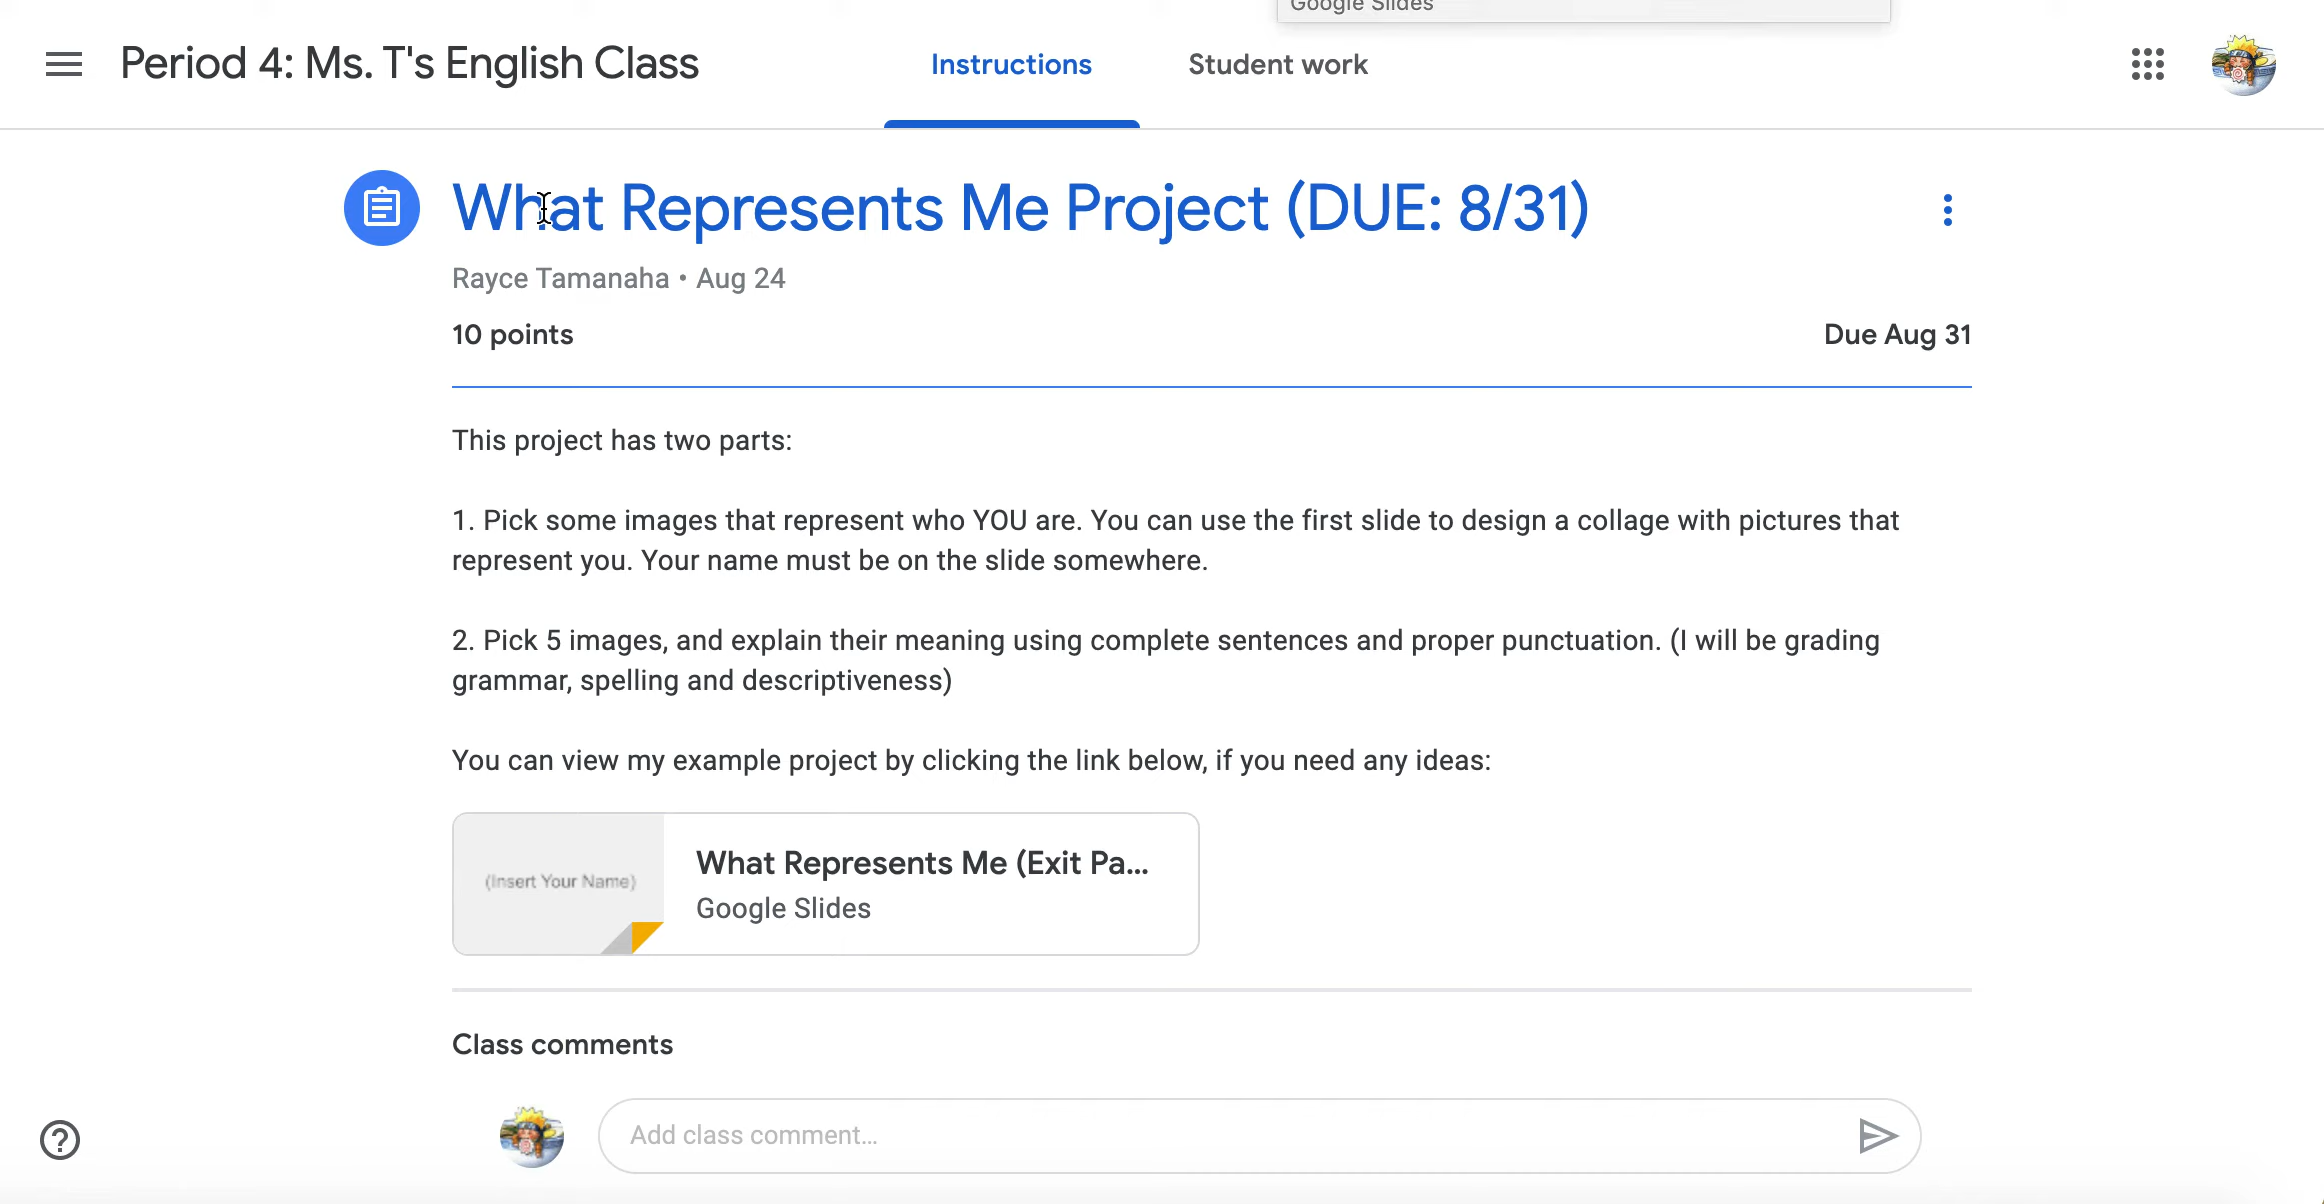 Google Slides
Period 4: Ms. T's English Class
Instructions
Student work
What Represents Me Project (DUE: 8/31)
Rayce Tamanaha • Aug 24
10 points
Due Aug 31
This project has two parts:
1. Pick some images that represent who YOU are. You can use the first slide to design a collage with pictures that
represent you. Your name must be on the slide somewhere.
2. Pick 5 images, and explain their meaning using complete sentences and proper punctuation. (I will be grading
grammar, spelling and descriptiveness)
You can view my example project by clicking the link below, if you need any ideas:
(Insert Your Name)
What Represents Me (Exit Pa...
Google Slides
Class comments
Add class comment...